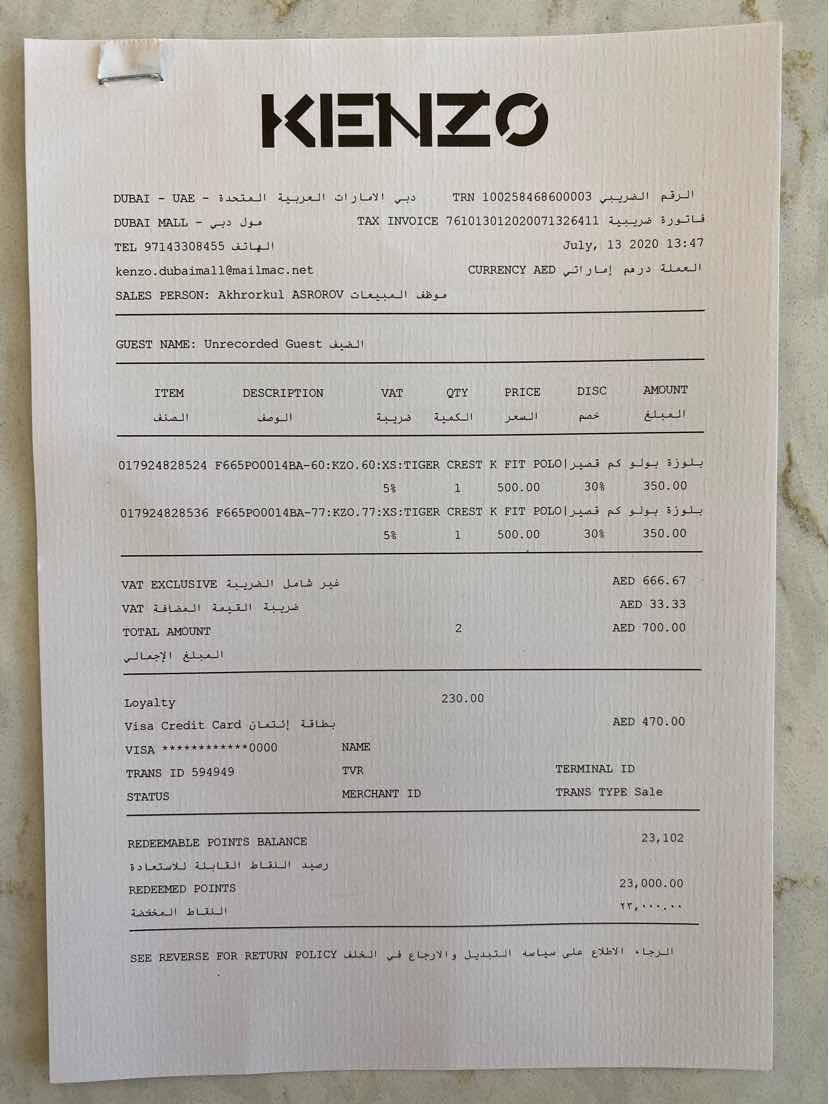 KENZO
DUBAI - UAE - دبي الامارات العربية المتحدة TRN 100258468600003 الرقم الضريبي
DUBAI MALL - مول دبي TAX INVOICE 761013012020071326411 فاتورة ضريبية
TEL 97143308455 الهاتف July, 13 2020 13:47
kenzo.dubaimall@mailmac.net CURRENCY AED العملة درهم إماراتي
SALES PERSON: Akhrorkul ASROROV موظف المبيعات
GUEST NAME: Unrecorded Guest الضيف
ITEM DESCRIPTION VAT QTY PRICE DISC AMOUNT
الصنف الوصف ضريبة الكمية السعر خصم المبلغ
017924828524 F665PO0014BA-60:KZO.60:XS:TIGER CREST K FIT POLO|بلوزة بولو كم قصير
5% 1 500.00 30% 350.00
017924828536 F665PO0014BA-77:KZO.77:XS:TIGER CREST K FIT POLO|بلوزة بولو كم قصير
5% 1 500.00 30% 350.00
VAT EXCLUSIVE غير شامل الضريبة AED 666.67
VAT ضريبة القيمة المضافة AED 33.33
TOTAL AMOUNT 2 AED 700.00
المبلغ الإجمالي
Loyalty 230.00
Visa Credit Card بطاقة إئتمان AED 470.00
VISA ************0000 NAME
TRANS ID 594949 TVR TERMINAL ID
STATUS MERCHANT ID TRANS TYPE Sale
REDEEMABLE POINTS BALANCE 23,102
رصيد النقاط القابلة للاستعادة
REDEEMED POINTS 23,000.00
النقاط المخفضة ٢٣,٠٠٠.٠٠
SEE REVERSE FOR RETURN POLICY الرجاء الاطلاع على سياسه التبديل والارجاع في الخلف